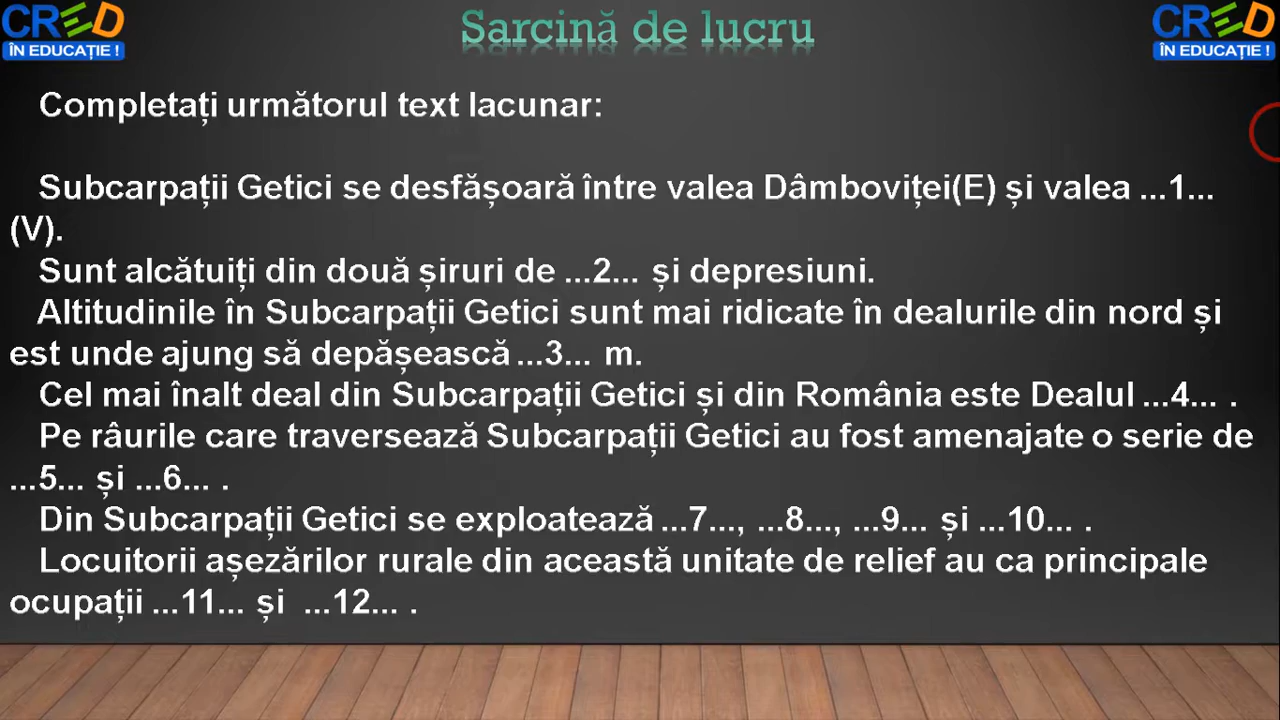 CRED
ÎN EDUCAȚIE !
Sarcină de lucru
CRED
ÎN EDUCAȚIE !
Completați următorul text lacunar:
Subcarpații Getici se desfășoară între valea Dâmboviței(E) și valea ...1...
(V).
Sunt alcătuiți din două șiruri de ...2... și depresiuni.
Altitudinile în Subcarpații Getici sunt mai ridicate în dealurile din nord și
est unde ajung să depășească ...3... m.
Cel mai înalt deal din Subcarpații Getici și din România este Dealul ...4... .
Pe râurile care traversează Subcarpații Getici au fost amenajate o serie de
...5... și ...6... .
Din Subcarpații Getici se exploatează ...7..., ...8..., ...9... și ...10... .
Locuitorii așezărilor rurale din această unitate de relief au ca principale
ocupații ...11... și ...12... .